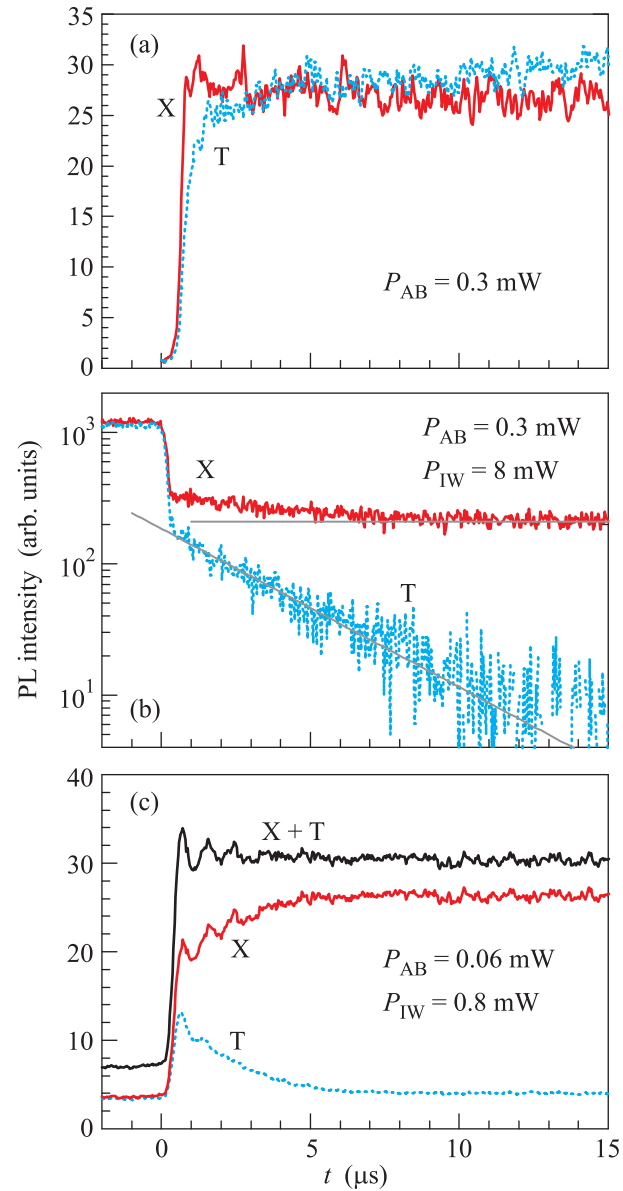 35
(a)
30
X
25
T
20
15
10
P_AB = 0.3 mW
5
0
PL intensity (arb. units)
10^3
P_AB = 0.3 mW
X
P_IW = 8 mW
10^2
T
10^1
(b)
40
(c)
X + T
30
20
X
P_AB = 0.06 mW
P_IW = 0.8 mW
10
T
0
0 5 10 15
t (μs)